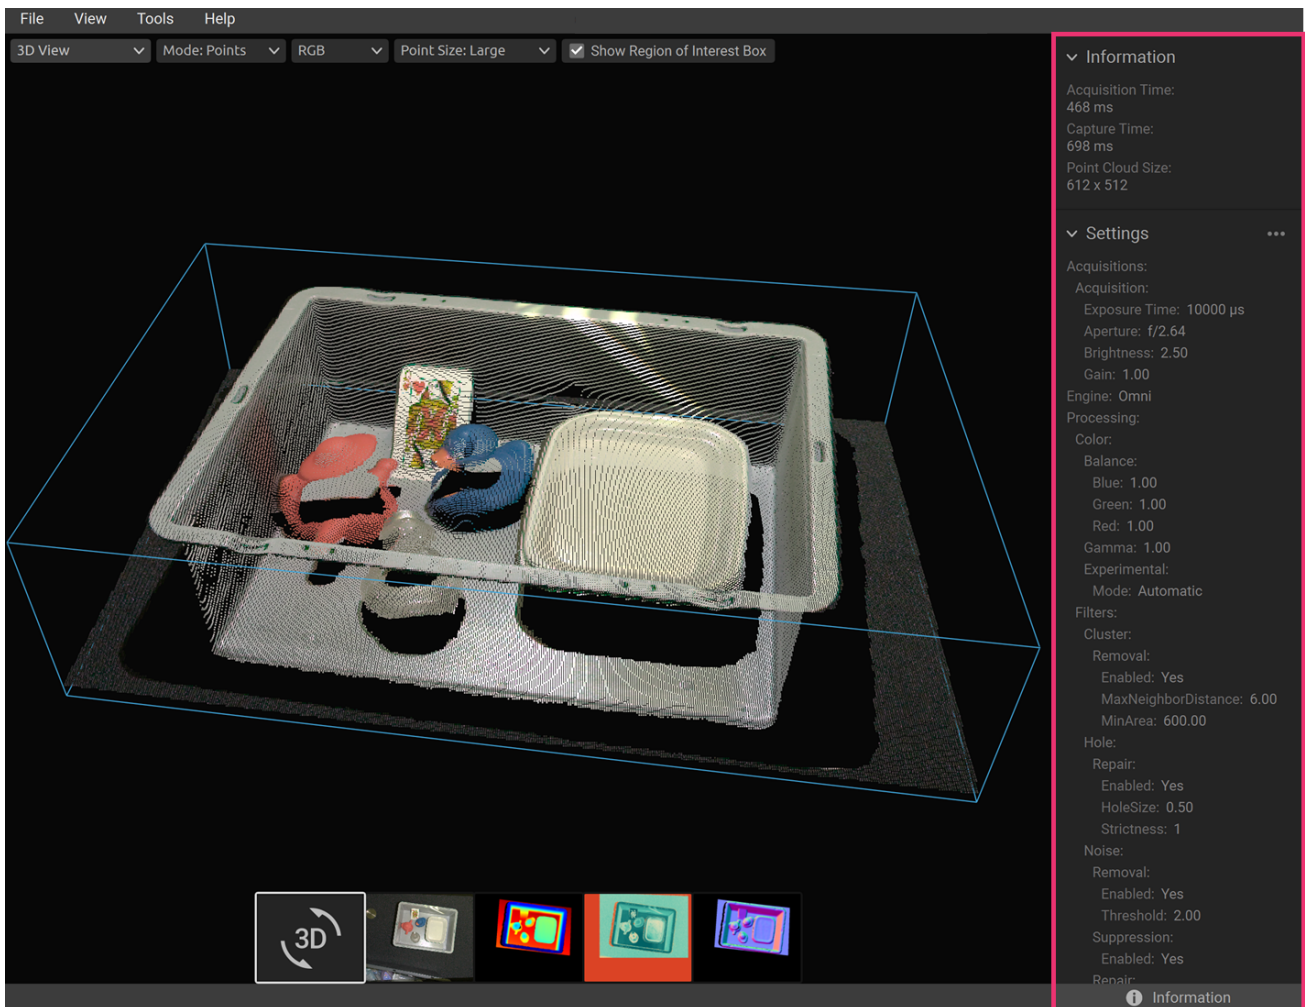 File View Tools Help
3D View Mode: Points RGB Point Size: Large Show Region of Interest Box
Information
Acquisition Time:
468 ms
Capture Time:
698 ms
Point Cloud Size:
612 x 512
Settings
Acquisitions:
Acquisition:
Exposure Time: 10000 µs
Aperture: f/2.64
Brightness: 2.50
Gain: 1.00
Engine: Omni
Processing:
Color:
Balance:
Blue: 1.00
Green: 1.00
Red: 1.00
Gamma: 1.00
Experimental:
Mode: Automatic
Filters:
Cluster:
Removal:
Enabled: Yes
MaxNeighborDistance: 6.00
MinArea: 600.00
Hole:
Repair:
Enabled: Yes
HoleSize: 0.50
Strictness: 1
Noise:
Removal:
Enabled: Yes
Threshold: 2.00
Suppression:
Enabled: Yes
Repair:
3D
Information